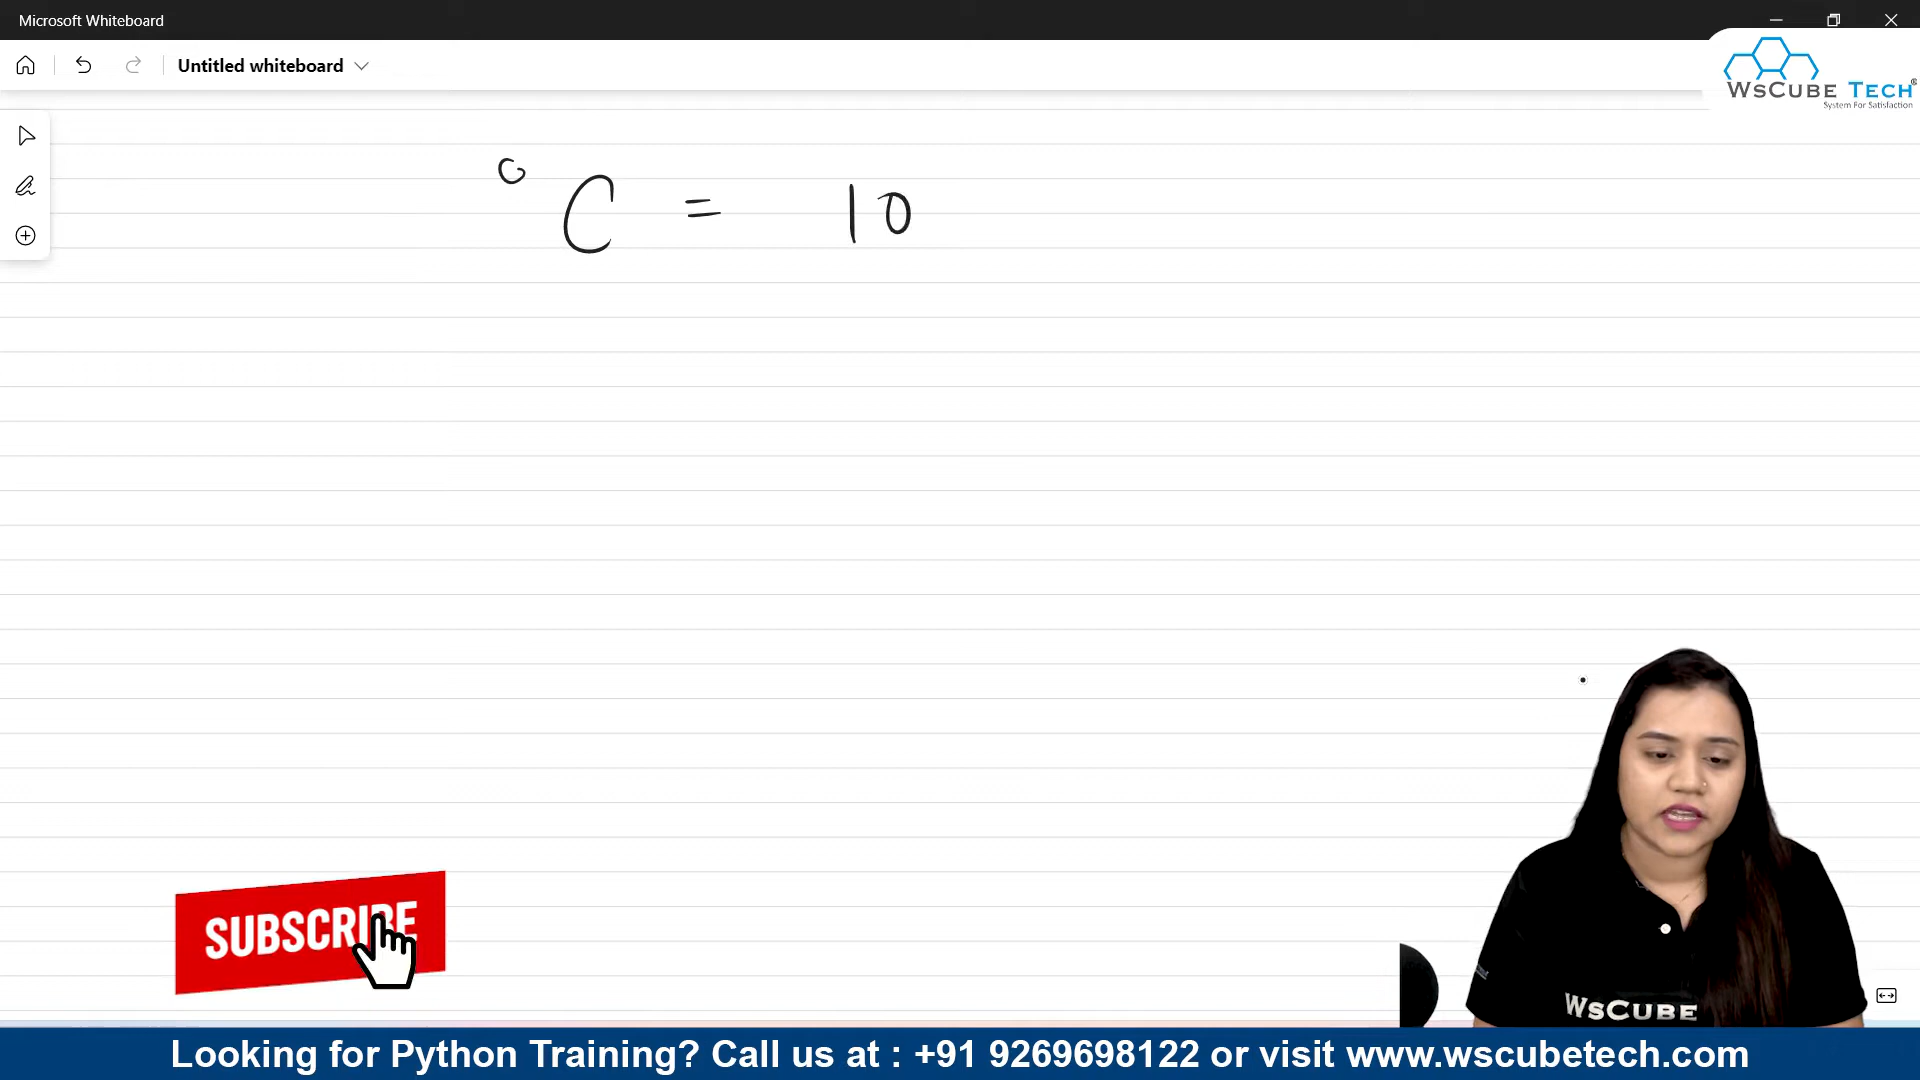 Microsoft Whiteboard
Untitled whiteboard
WsCube Tech
System For Satisfaction
°C = 10
SUBSCRIBE
WsCube
Looking for Python Training? Call us at : +91 9269698122 or visit www.wscubetech.com